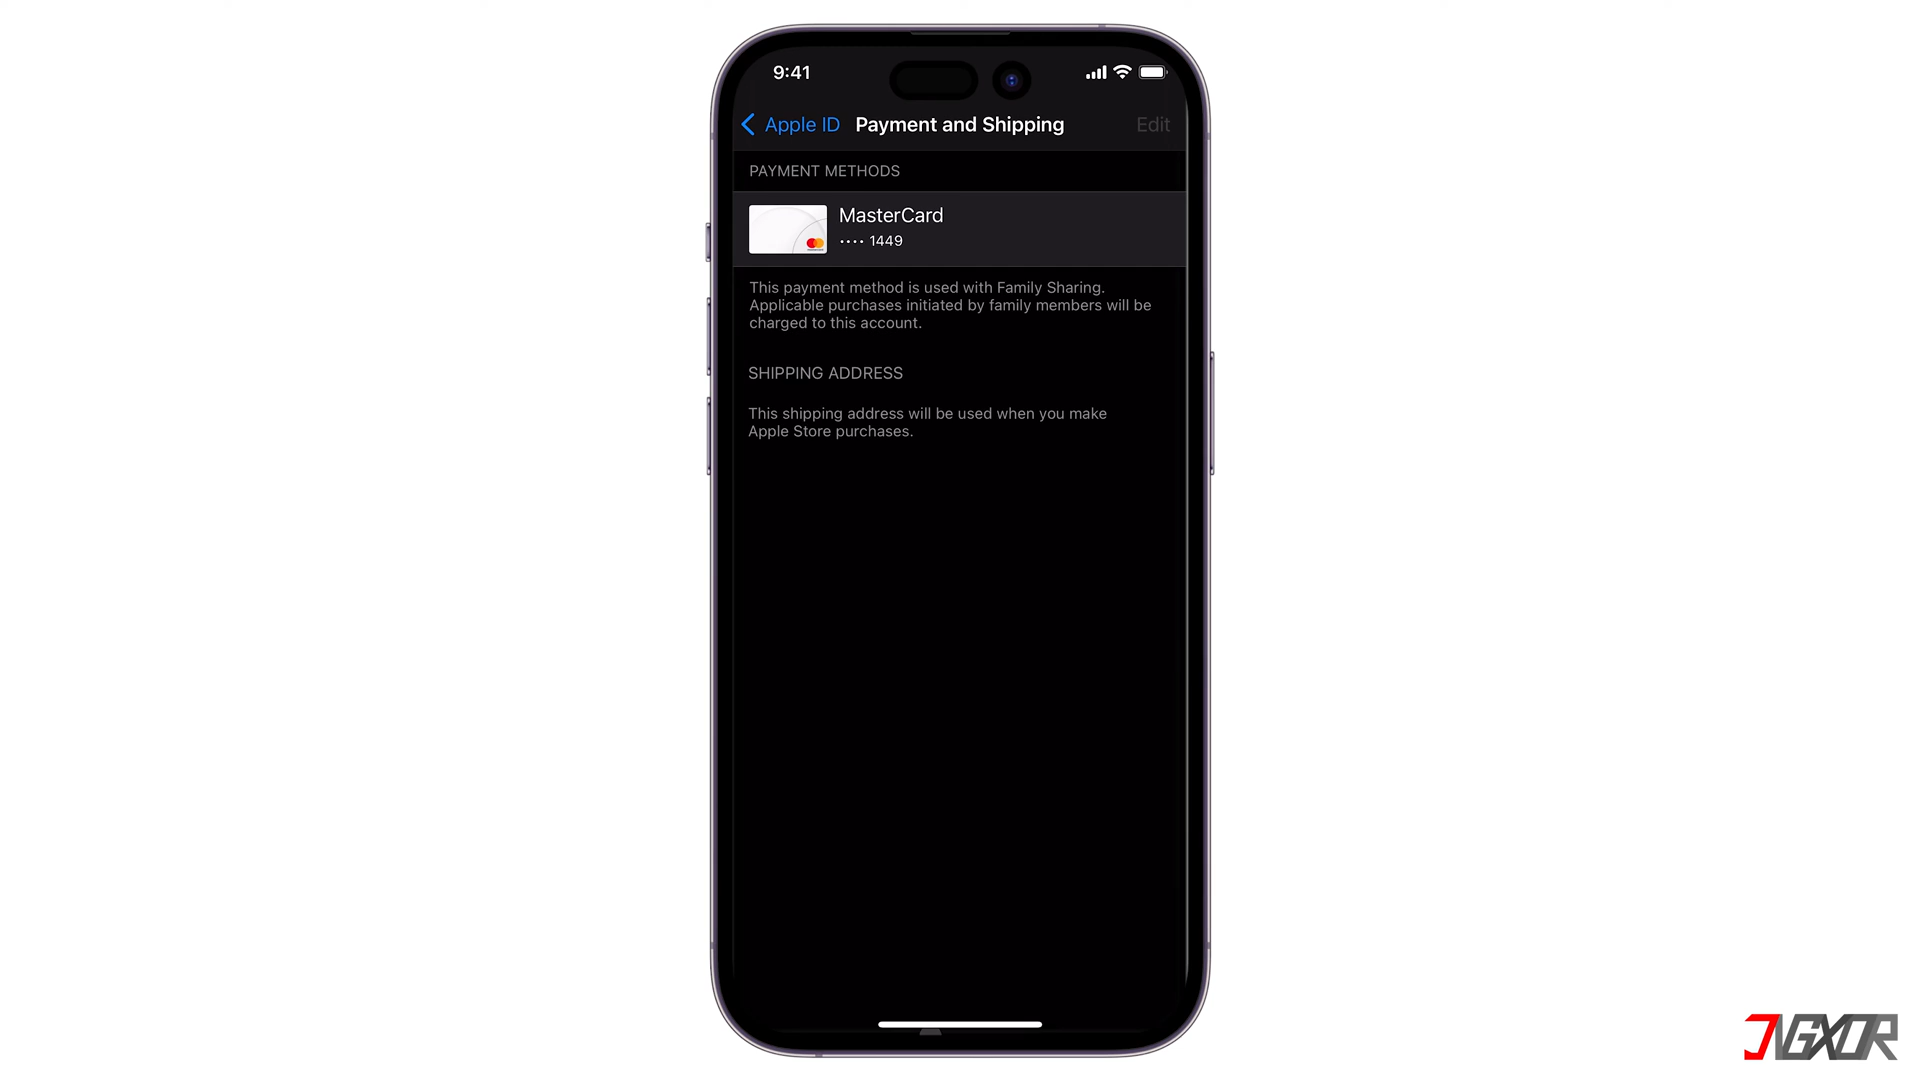 9:41
Apple ID Payment and Shipping Edit
PAYMENT METHODS
MasterCard
•••• 1449
This payment method is used with Family Sharing.
Applicable purchases initiated by family members will be
charged to this account.
SHIPPING ADDRESS
This shipping address will be used when you make
Apple Store purchases.
JVGXOR